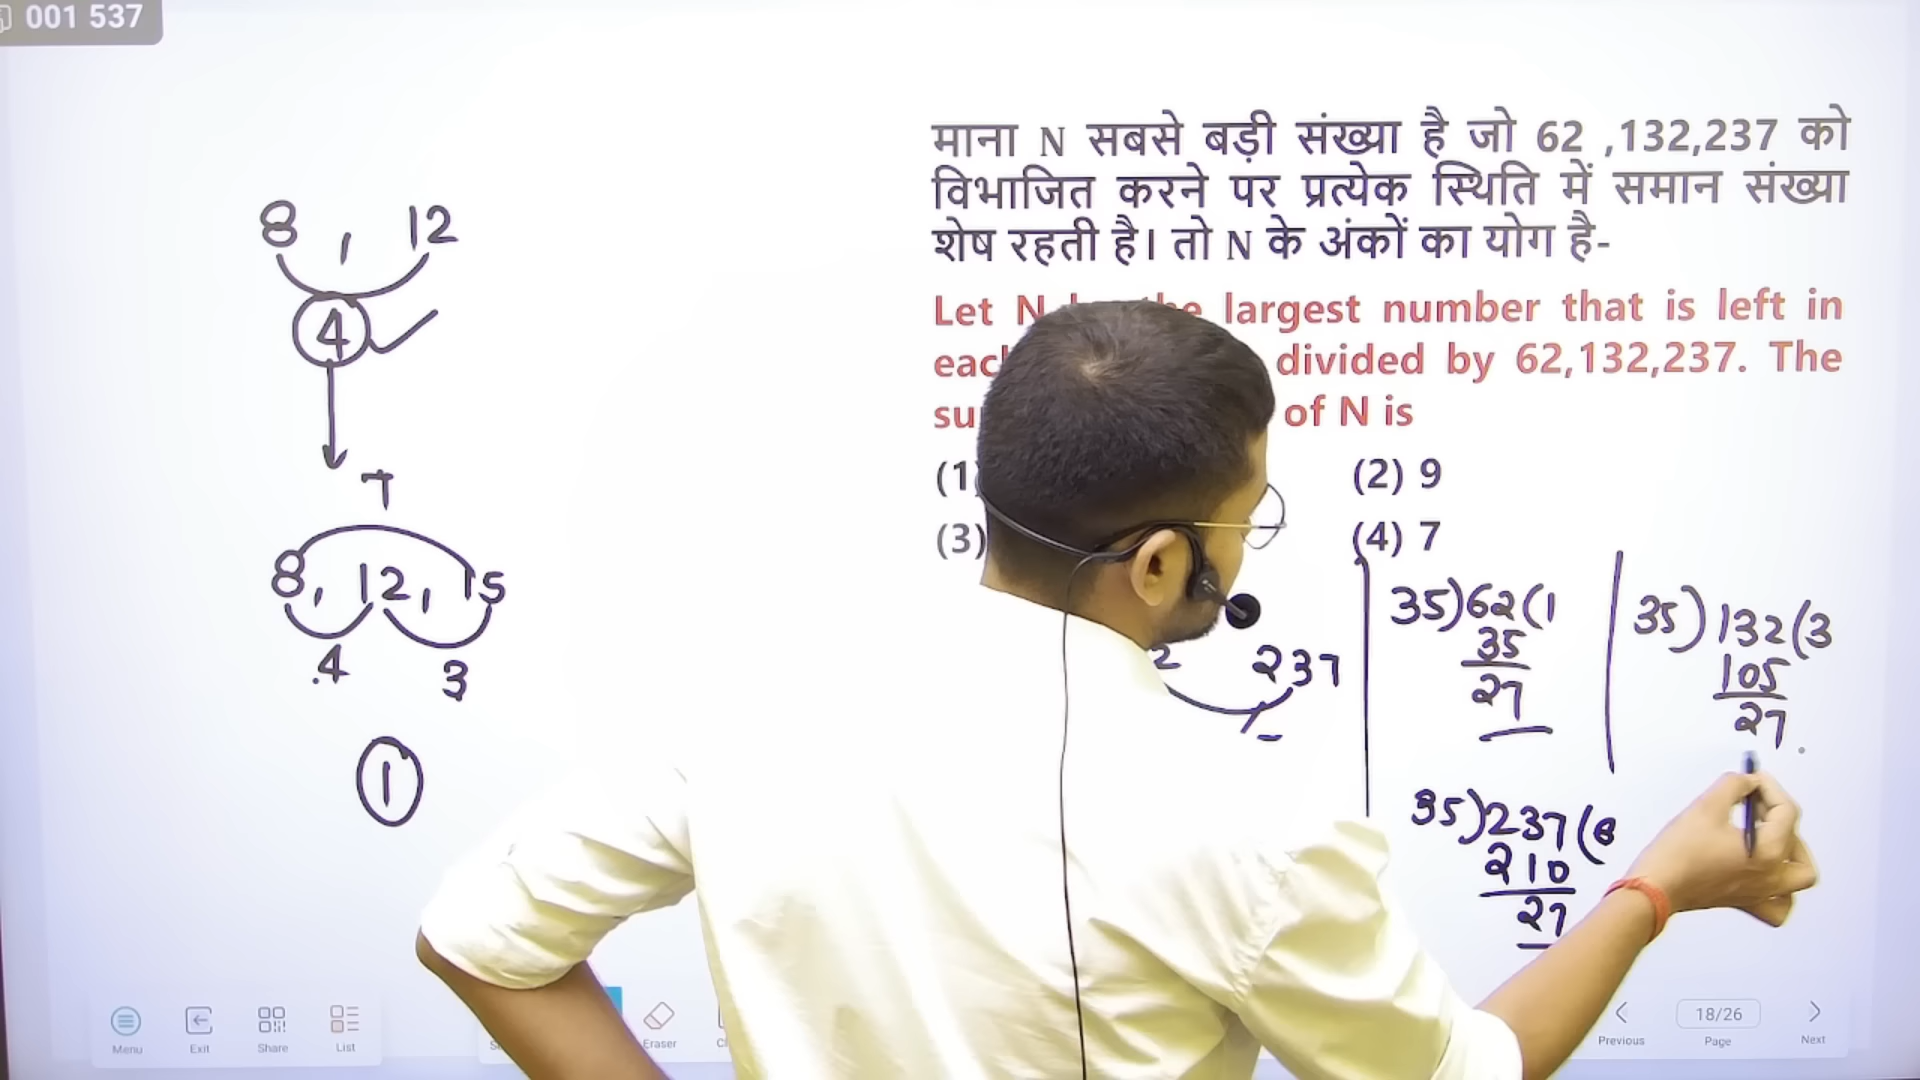 001 537
माना N सबसे बड़ी संख्या है जो 62 ,132,237 को
विभाजित करने पर प्रत्येक स्थिति में समान संख्या
शेष रहती है। तो N के अंकों का योग है-
Let N largest number that is left in
divided by 62,132,237. The
of N is
(1) (2) 9
(3) (4) 7
8 , 12
4
7
8, 12, 15
4 3
1
237
35)62(1
35
27
35)132(3
105
27
35)237(6
210
27
Menu Exit Share List Eraser
Previous 18/26 Page Next